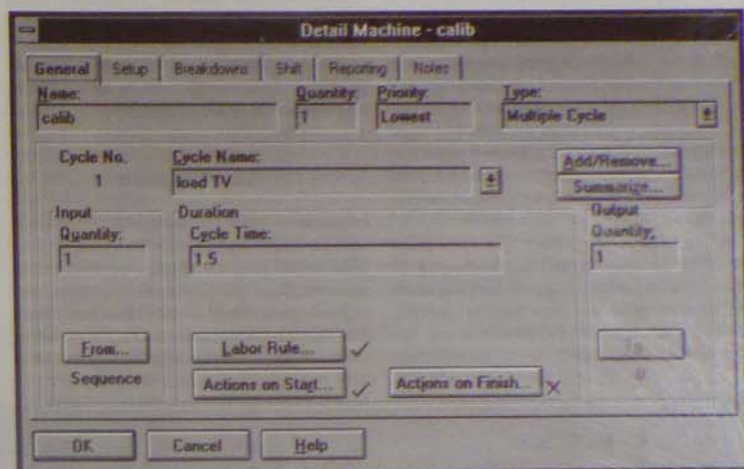 Detail Machine - calib
General Setup Breakdowns Shift Reporting Notes
Name: Quantity: Priority: Type:
calib 1 Lowest Multiple Cycle
Cycle No. Cycle Name: Add/Remove...
1 load TV Summarize...
Input Duration Output
Quantity: Cycle Time: Quantity:
1 1.5 1
From... Labor Rule... To
Sequence Actions on Start... Actions on Finish...
OK Cancel Help